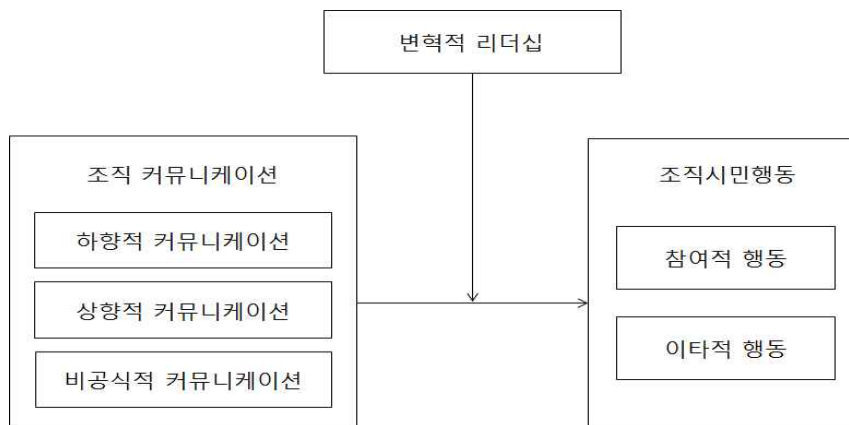 변혁적 리더십
조직 커뮤니케이션
하향적 커뮤니케이션
상향적 커뮤니케이션
비공식적 커뮤니케이션
조직시민행동
참여적 행동
이타적 행동